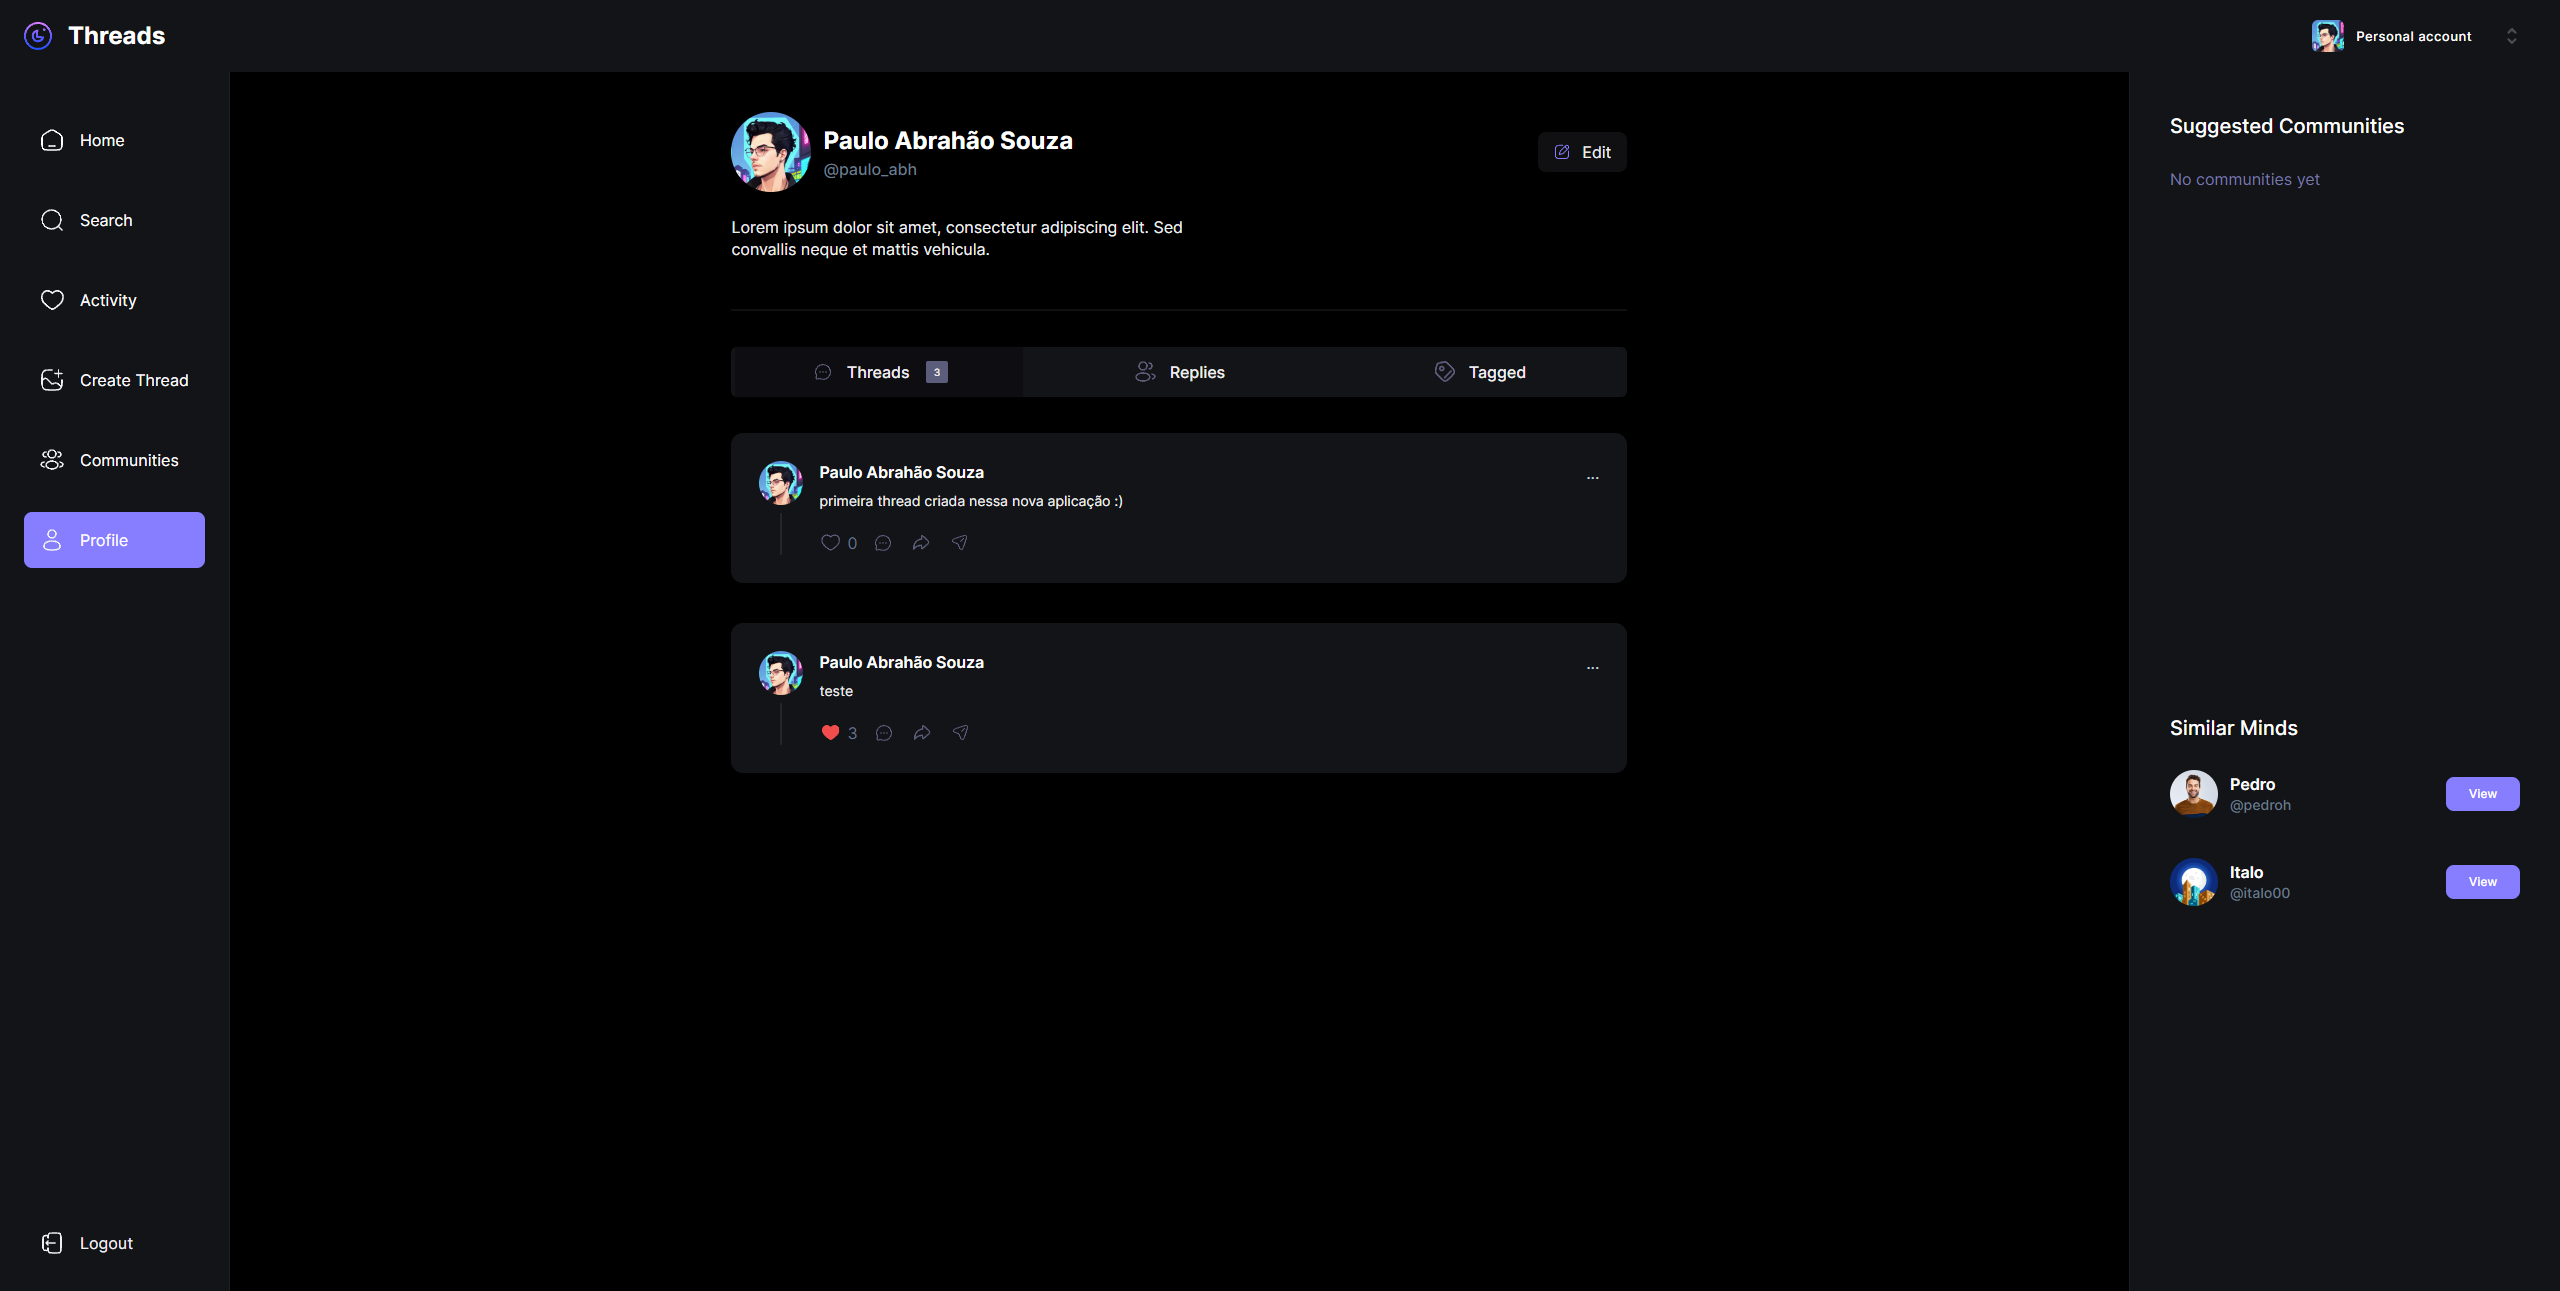 Threads
Personal account
Home
Search
Activity
Create Thread
Communities
Profile
Logout
Paulo Abrahão Souza
@paulo_abh
Edit
Lorem ipsum dolor sit amet, consectetur adipiscing elit. Sed
convallis neque et mattis vehicula.
Threads 3
Replies
Tagged
Paulo Abrahão Souza
...
primeira thread criada nessa nova aplicação :)
0
Paulo Abrahão Souza
...
teste
3
Suggested Communities
No communities yet
Similar Minds
Pedro
@pedroh
View
Italo
@italo00
View